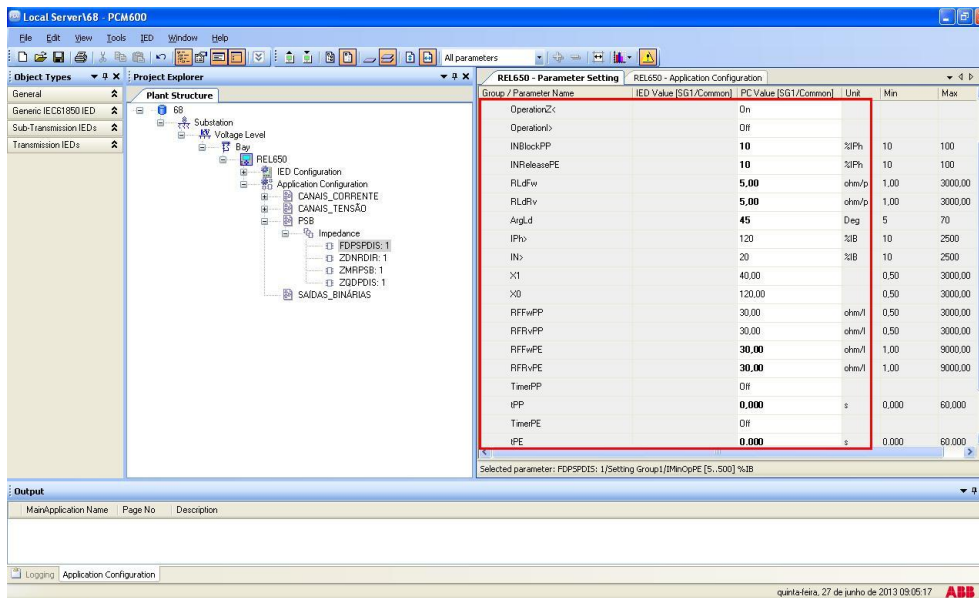 Local Server\68 - PCM600
File Edit View Tools IED Window Help
All parameters
Object Types
General
Generic IEC61850 IED
Sub-Transmission IEDs
Transmission IEDs
Project Explorer
Plant Structure
68
Substation
Voltage Level
Bay
REL650
IED Configuration
Application Configuration
CANAIS_CORRENTE
CANAIS_TENSÃO
PSB
Impedance
FDPSPDIS: 1
ZDNRDIR: 1
ZMRPSB: 1
ZQDPDIS: 1
SAÍDAS_BINÁRIAS
REL650 - Parameter Setting REL650 - Application Configuration
Group / Parameter Name IED Value [SG1/Common] PC Value [SG1/Common] Unit Min Max
OperationZ< On
OperationI> Off
INBlockPP 10 %IPh 10 100
INReleasePE 10 %IPh 10 100
RLdFw 5,00 ohm/p 1,00 3000,00
RLdRv 5,00 ohm/p 1,00 3000,00
ArgLd 45 Deg 5 70
IPh> 120 %IB 10 2500
IN> 20 %IB 10 2500
X1 40,00 0,50 3000,00
X0 120,00 0,50 3000,00
RFFwPP 30,00 ohm/l 0,50 3000,00
RFRvPP 30,00 ohm/l 0,50 3000,00
RFFwPE 30,00 ohm/l 1,00 9000,00
RFRvPE 30,00 ohm/l 1,00 9000,00
TimerPP Off
tPP 0,000 s 0,000 60,000
TimerPE Off
tPE 0,000 s 0,000 60,000
Selected parameter: FDPSPDIS: 1/Setting Group1/IMinOpPE [5..500] %IB
Output
MainApplication Name Page No Description
Logging Application Configuration
quinta-feira, 27 de junho de 2013 09:05:17 ABB